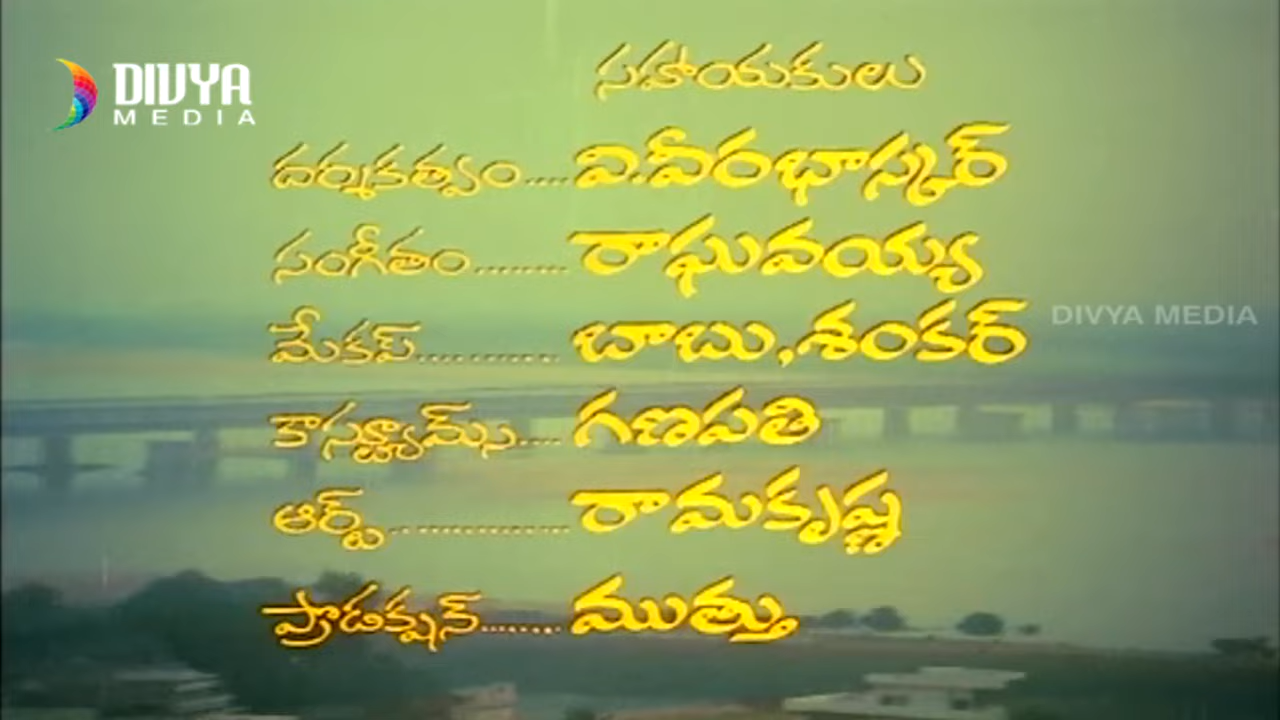 DIVYA
MEDIA
సహాయకులు
దర్శకత్వం....వి.వీరభాస్కర్
సంగీతం........రాఘవయ్య
DIVYA MEDIA
మేకప్...........బాబు,శంకర్
కాస్ట్యూమ్స్....గణపతి
ఆర్ట్..............రామకృష్ణ
ప్రొడక్షన్.......ముత్తు